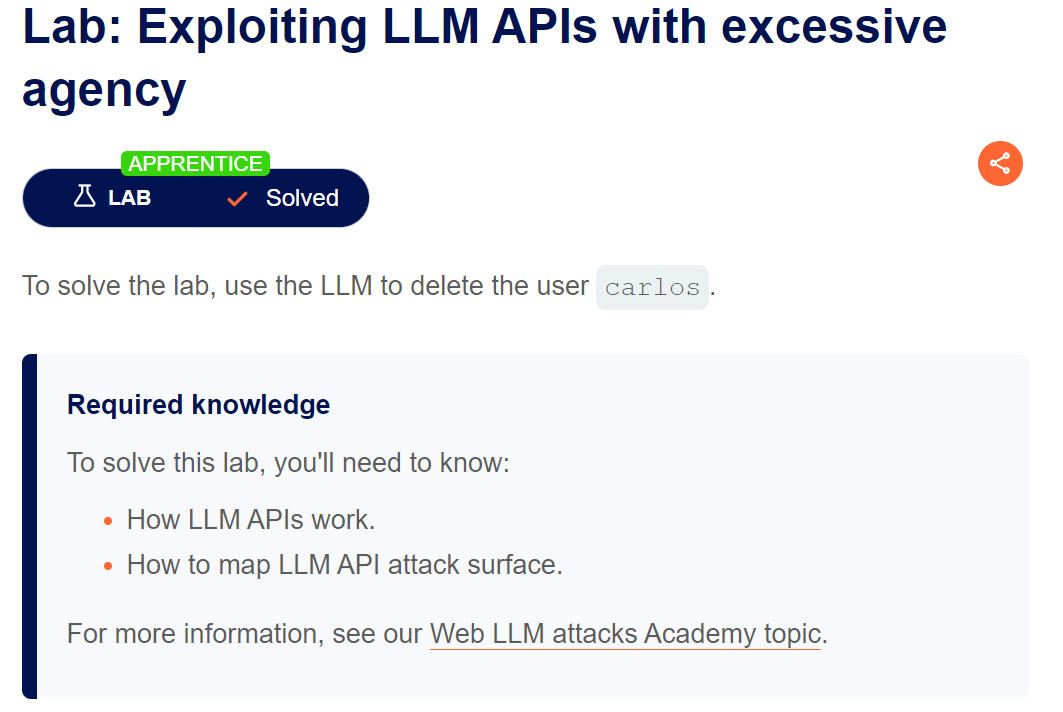 Lab: Exploiting LLM APIs with excessive
agency
APPRENTICE
LAB Solved
To solve the lab, use the LLM to delete the user carlos.
Required knowledge
To solve this lab, you'll need to know:
How LLM APIs work.
How to map LLM API attack surface.
For more information, see our Web LLM attacks Academy topic.